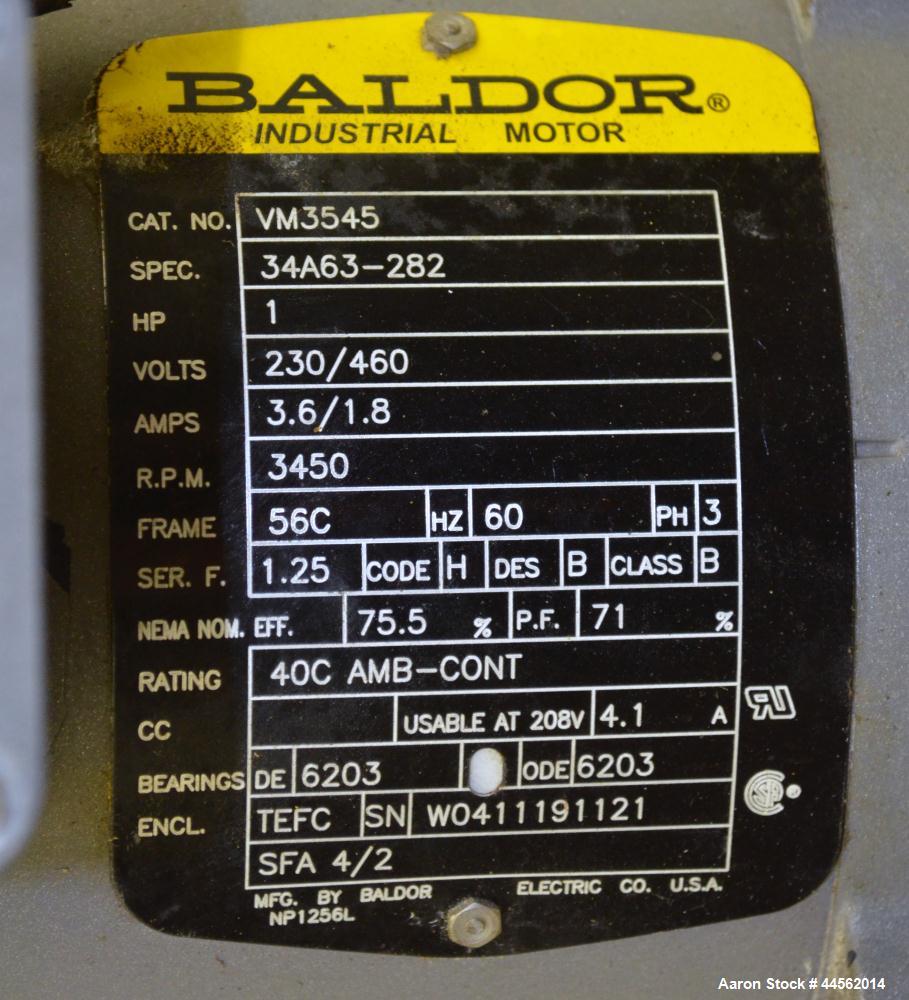 BALDOR®
INDUSTRIAL MOTOR
CAT. NO. VM3545
SPEC. 34A63-282
HP 1
VOLTS 230/460
AMPS 3.6/1.8
R.P.M. 3450
FRAME 56C HZ 60 PH 3
SER. F. 1.25 CODE H DES B CLASS B
NEMA NOM. EFF. 75.5 % P.F. 71 %
RATING 40C AMB-CONT
CC USABLE AT 208V 4.1 A
BEARINGS DE 6203 ODE 6203
ENCL. TEFC SN W0411191121
SFA 4/2
MFG. BY BALDOR ELECTRIC CO. U.S.A.
NP1256L
Aaron Stock # 44562014